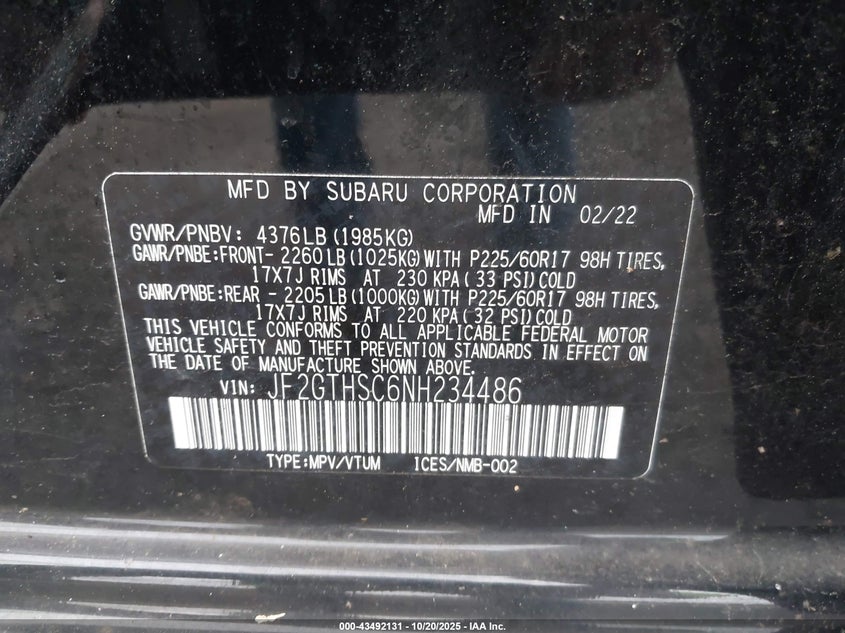 MFD BY SUBARU CORPORATION
MFD IN 02/22
GVWR/PNBV: 4376LB (1985KG)
GAWR/PNBE:FRONT- 2260LB (1025KG) WITH P225/60R17 98H TIRES,
17X7J RIMS AT 230 KPA ( 33 PSI) COLD
GAWR/PNBE:REAR - 2205LB (1000KG) WITH P225/60R17 98H TIRES,
17X7J RIMS AT 220 KPA ( 32 PSI) COLD
THIS VEHICLE CONFORMS TO ALL APPLICABLE FEDERAL MOTOR
VEHICLE SAFETY AND THEFT PREVENTION STANDARDS IN EFFECT ON
THE DATE OF MANUFACTURE SHOWN ABOVE.
VIN: JF2GTHSC6NH234486
TYPE:MPV/VTUM ICES/NMB-002
000-43492131 - 10/20/2025 - IAA Inc.